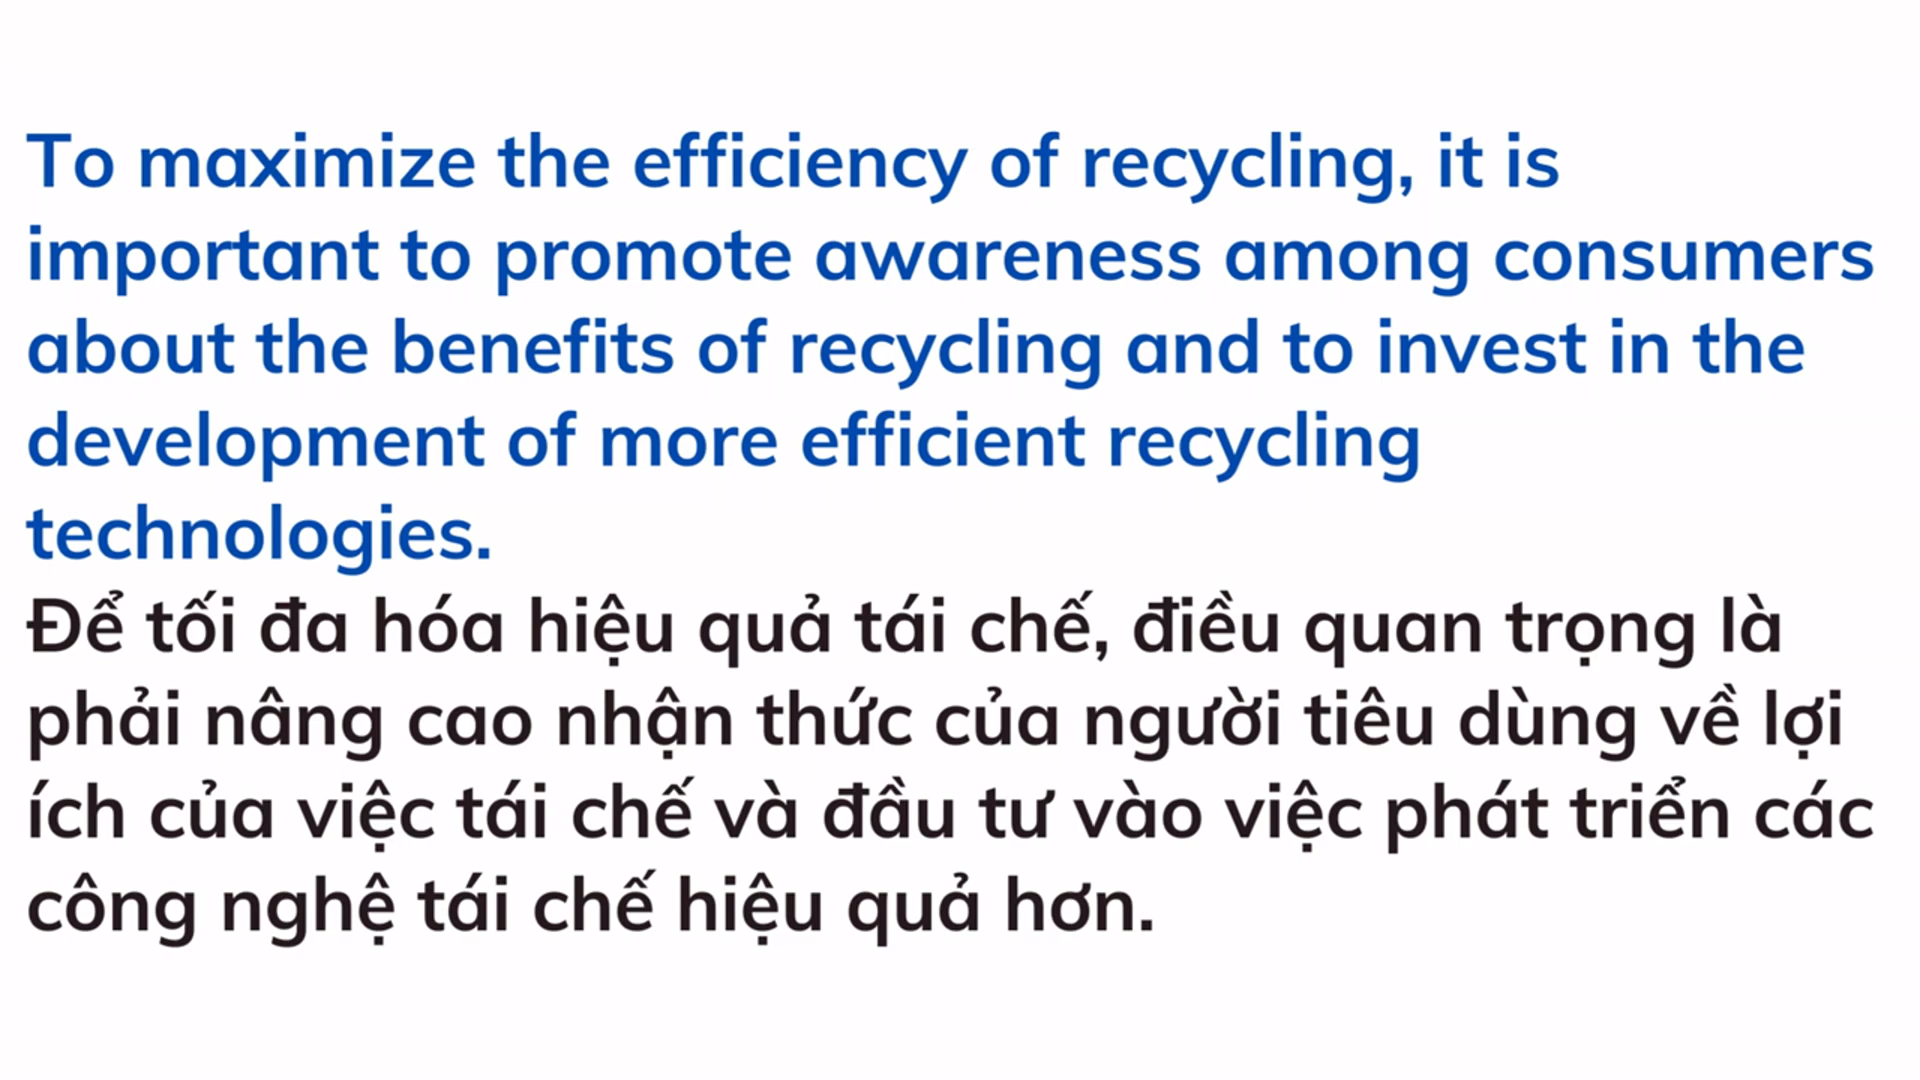 To maximize the efficiency of recycling, it is
important to promote awareness among consumers
about the benefits of recycling and to invest in the
development of more efficient recycling
technologies.
Để tối đa hóa hiệu quả tái chế, điều quan trọng là
phải nâng cao nhận thức của người tiêu dùng về lợi
ích của việc tái chế và đầu tư vào việc phát triển các
công nghệ tái chế hiệu quả hơn.